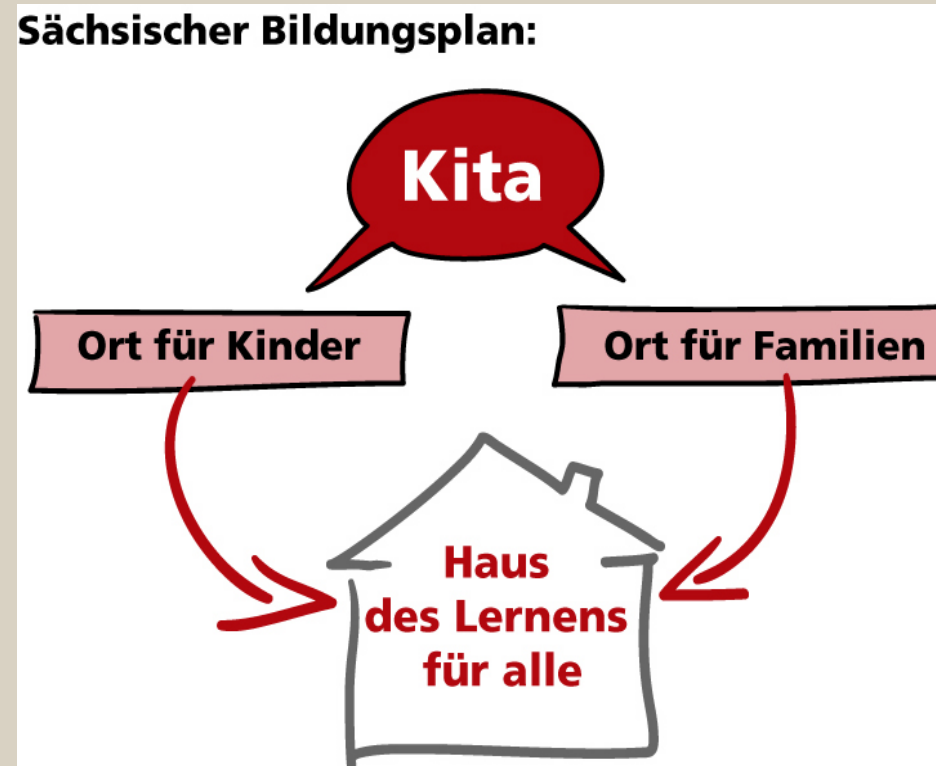 Sächsischer Bildungsplan:
Kita
Ort für Kinder
Ort für Familien
Haus
des Lernens
für alle